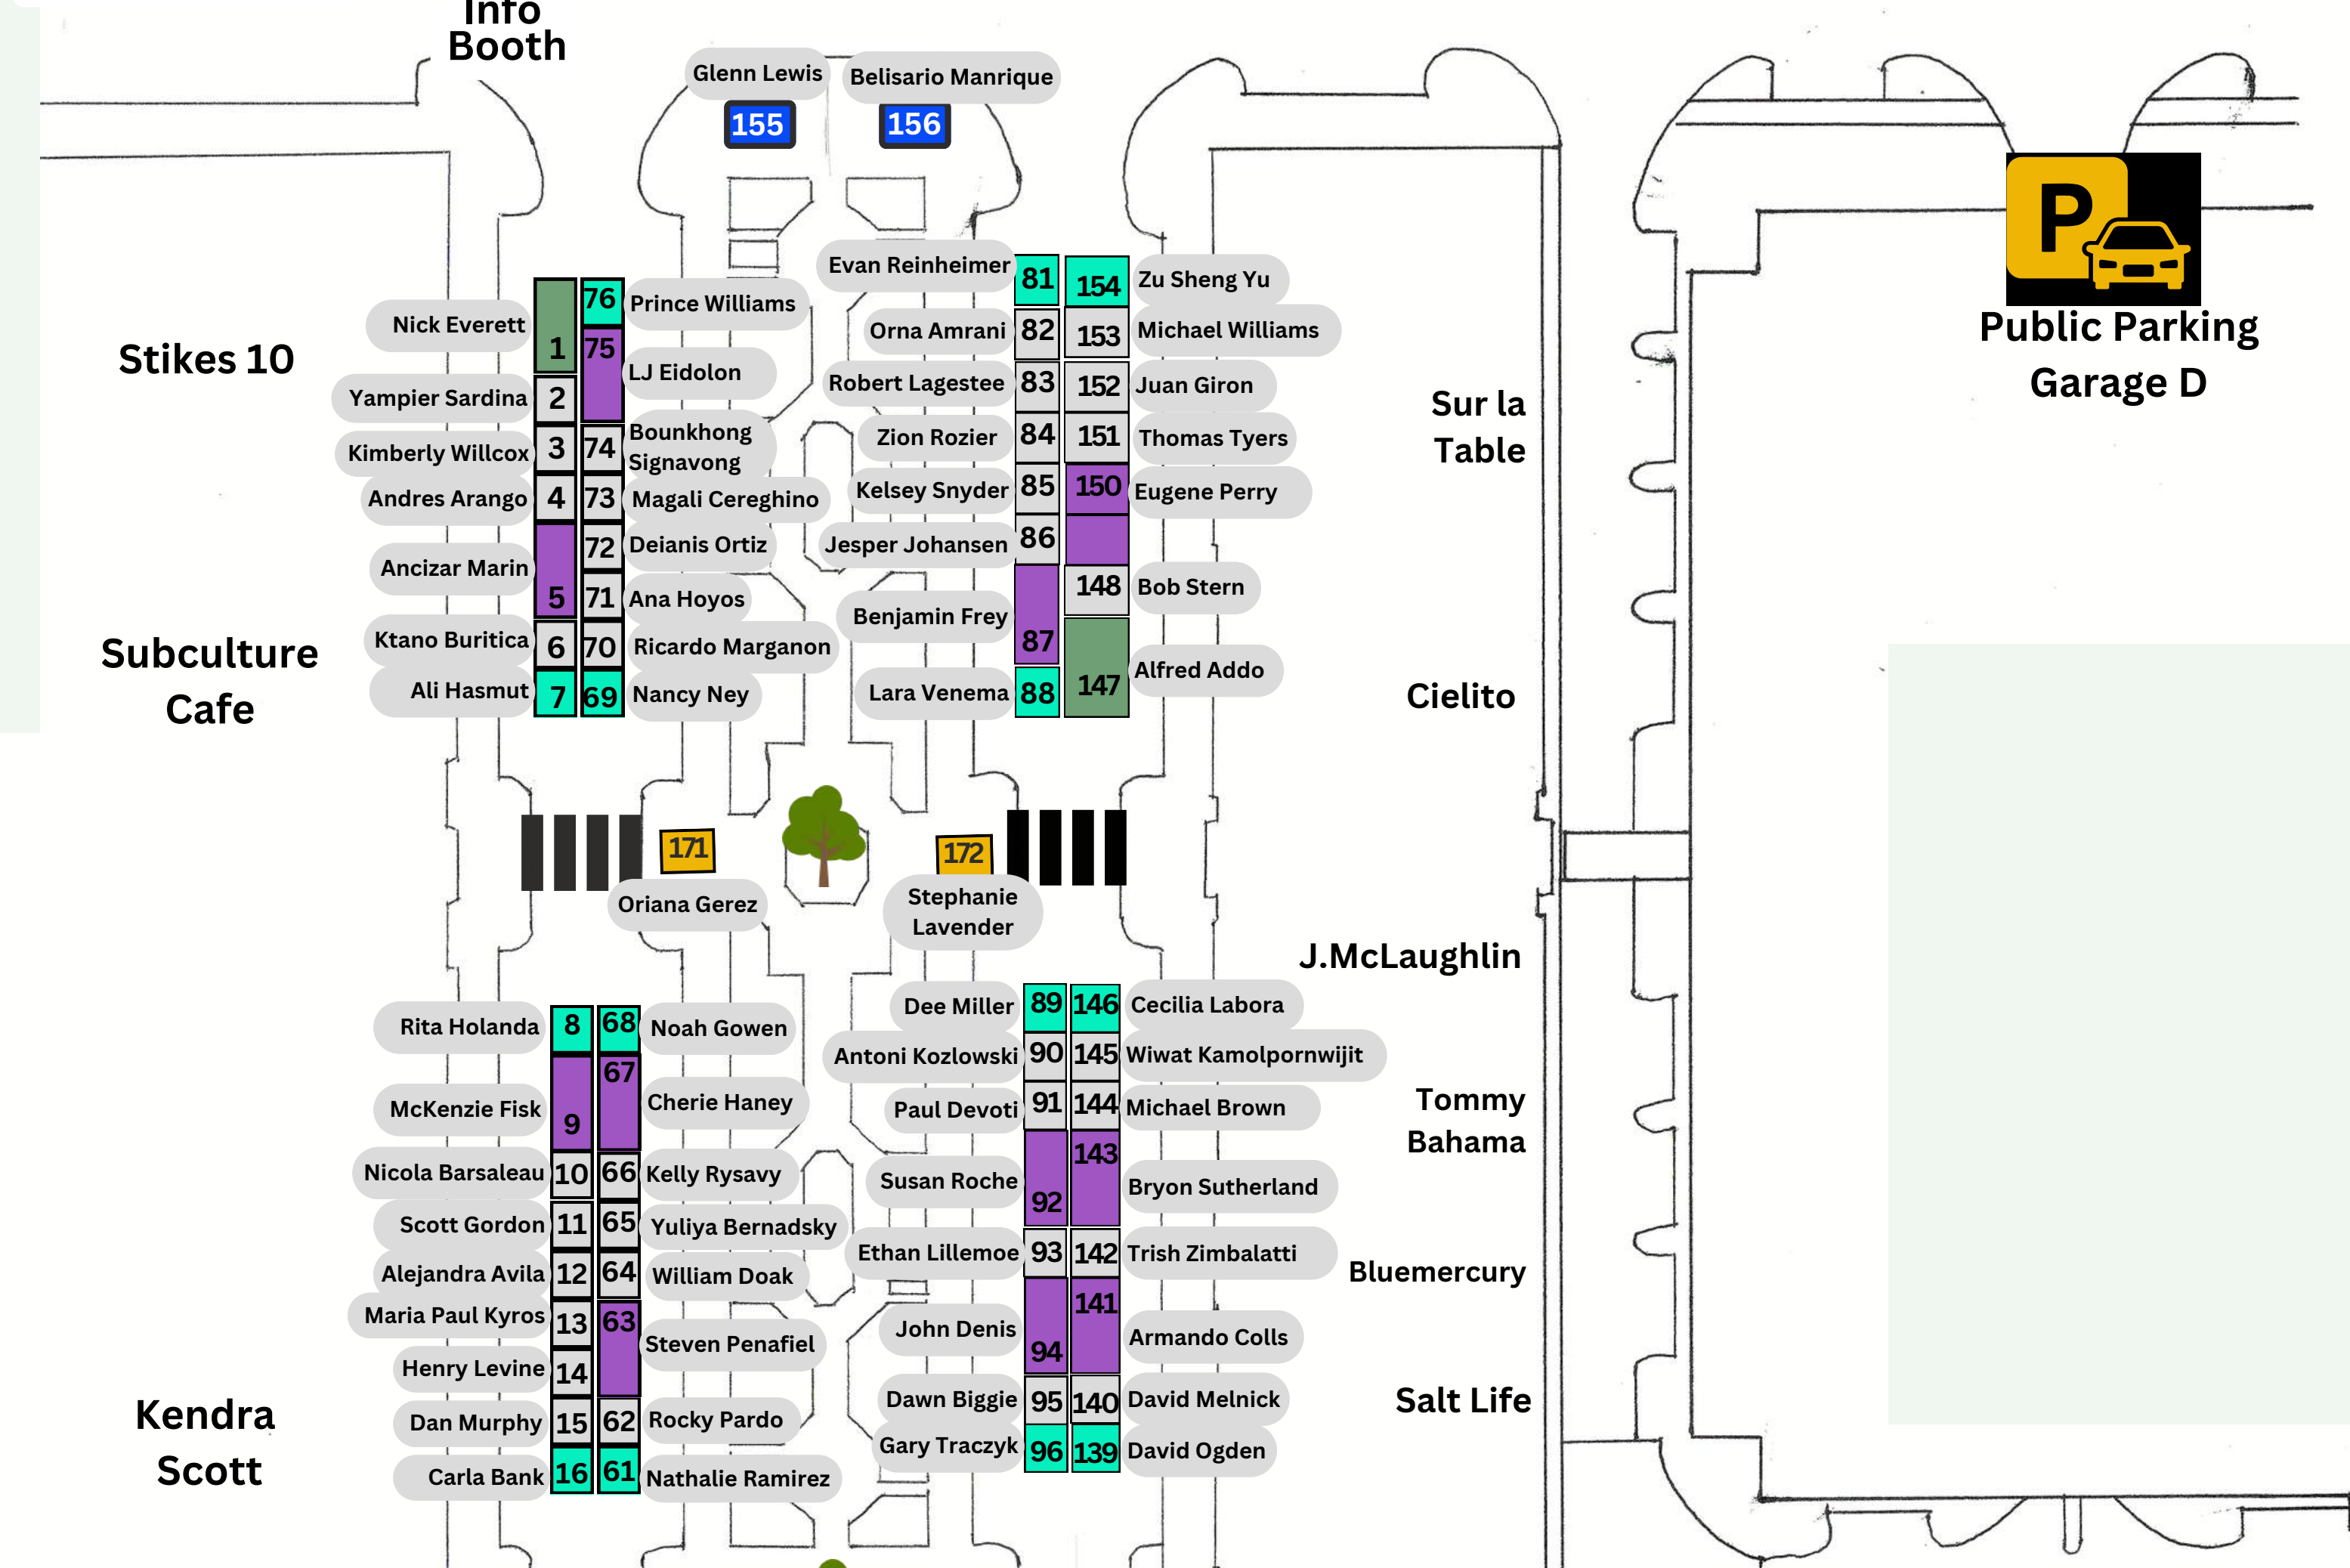 Info
Booth
Glenn Lewis
Belisario Manrique
155
156
P
Public Parking
Garage D
Stikes 10
Subculture
Cafe
Nick Everett
1
76
Prince Williams
75
LJ Eidolon
Yampier Sardina
2
Kimberly Willcox
3
74
Bounkhong
Signavong
Andres Arango
4
73
Magali Cereghino
72
Deianis Ortiz
Ancizar Marin
5
71
Ana Hoyos
Ktano Buritica
6
70
Ricardo Marganon
Ali Hasmut
7
69
Nancy Ney
Evan Reinheimer
81
154
Zu Sheng Yu
Orna Amrani
82
153
Michael Williams
Robert Lagestee
83
152
Juan Giron
Zion Rozier
84
151
Thomas Tyers
Kelsey Snyder
85
150
Eugene Perry
Jesper Johansen
86
148
Bob Stern
Benjamin Frey
87
147
Alfred Addo
Lara Venema
88
Sur la
Table
Cielito
171
Oriana Gerez
172
Stephanie
Lavender
J.McLaughlin
Tommy
Bahama
Bluemercury
Salt Life
Kendra
Scott
Rita Holanda
8
68
Noah Gowen
McKenzie Fisk
9
67
Cherie Haney
Nicola Barsaleau
10
66
Kelly Rysavy
Scott Gordon
11
65
Yuliya Bernadsky
Alejandra Avila
12
64
William Doak
Maria Paul Kyros
13
63
Steven Penafiel
Henry Levine
14
Dan Murphy
15
62
Rocky Pardo
Carla Bank
16
61
Nathalie Ramirez
Dee Miller
89
146
Cecilia Labora
Antoni Kozlowski
90
145
Wiwat Kamolpornwijit
Paul Devoti
91
144
Michael Brown
Susan Roche
92
143
Bryon Sutherland
Ethan Lillemoe
93
142
Trish Zimbalatti
John Denis
94
141
Armando Colls
Dawn Biggie
95
140
David Melnick
Gary Traczyk
96
139
David Ogden